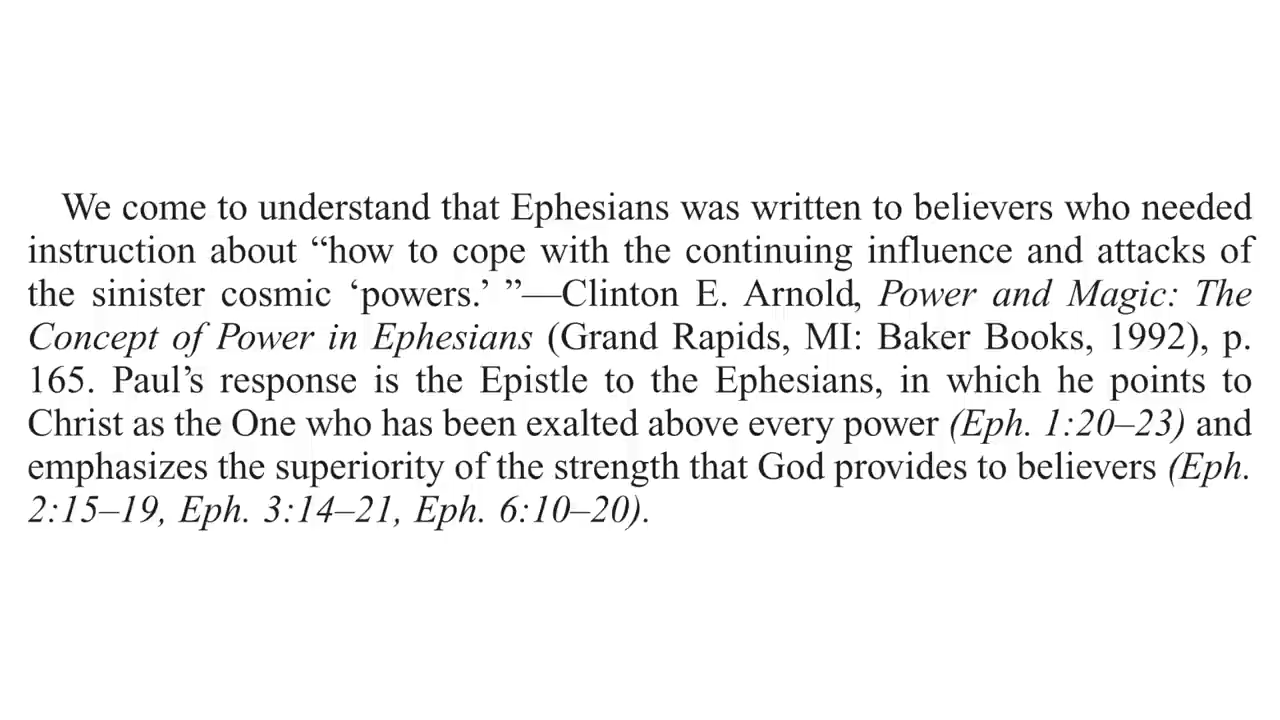 We come to understand that Ephesians was written to believers who needed
instruction about “how to cope with the continuing influence and attacks of
the sinister cosmic ‘powers.’ ”—Clinton E. Arnold, Power and Magic: The
Concept of Power in Ephesians (Grand Rapids, MI: Baker Books, 1992), p.
165. Paul’s response is the Epistle to the Ephesians, in which he points to
Christ as the One who has been exalted above every power (Eph. 1:20–23) and
emphasizes the superiority of the strength that God provides to believers (Eph.
2:15–19, Eph. 3:14–21, Eph. 6:10–20).